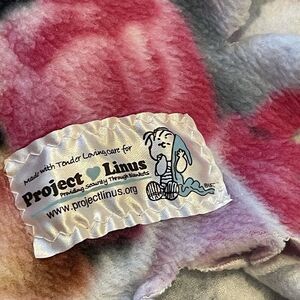 Made with Tender Loving Care for
Project Linus
Providing Security Through Blankets
www.projectlinus.org